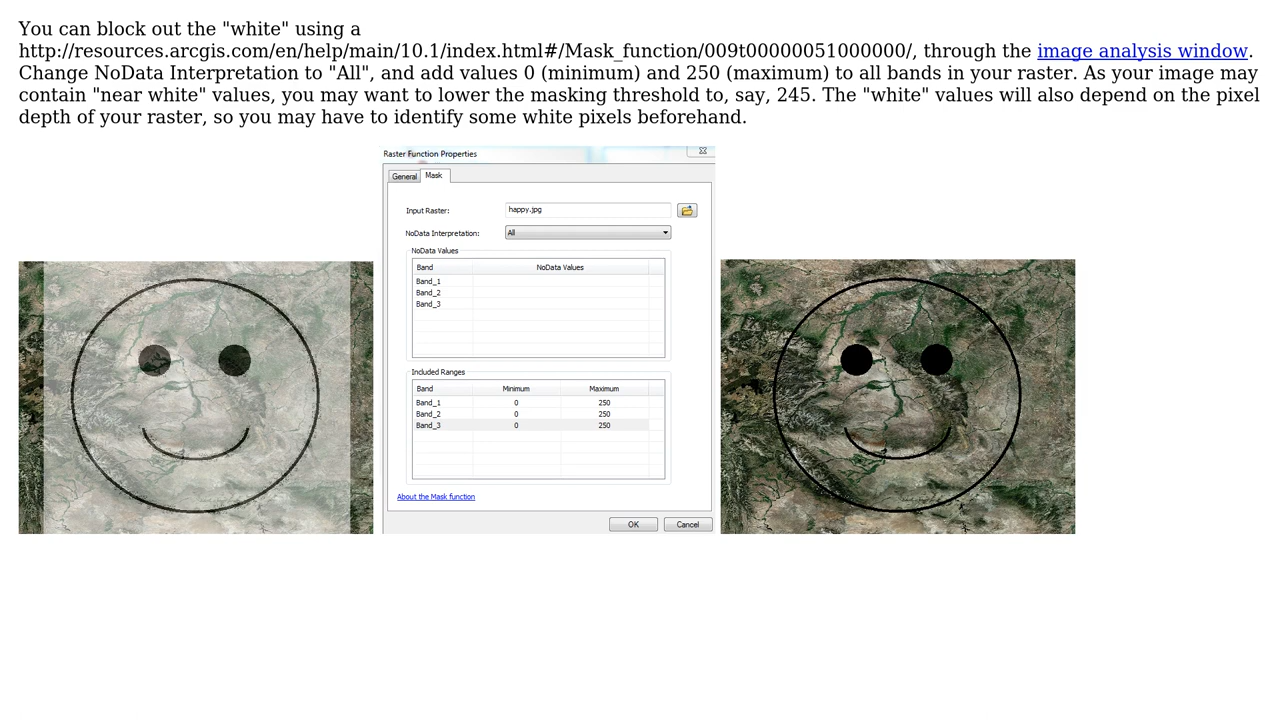 You can block out the "white" using a
http://resources.arcgis.com/en/help/main/10.1/index.html#/Mask_function/009t00000051000000/, through the image analysis window.
Change NoData Interpretation to "All", and add values 0 (minimum) and 250 (maximum) to all bands in your raster. As your image may
contain "near white" values, you may want to lower the masking threshold to, say, 245. The "white" values will also depend on the pixel
depth of your raster, so you may have to identify some white pixels beforehand.
Raster Function Properties
General Mask
Input Raster: happy.jpg
NoData Interpretation: All
NoData Values
Band NoData Values
Band_1
Band_2
Band_3
Included Ranges
Band Minimum Maximum
Band_1 0 250
Band_2 0 250
Band_3 0 250
About the Mask function
OK Cancel